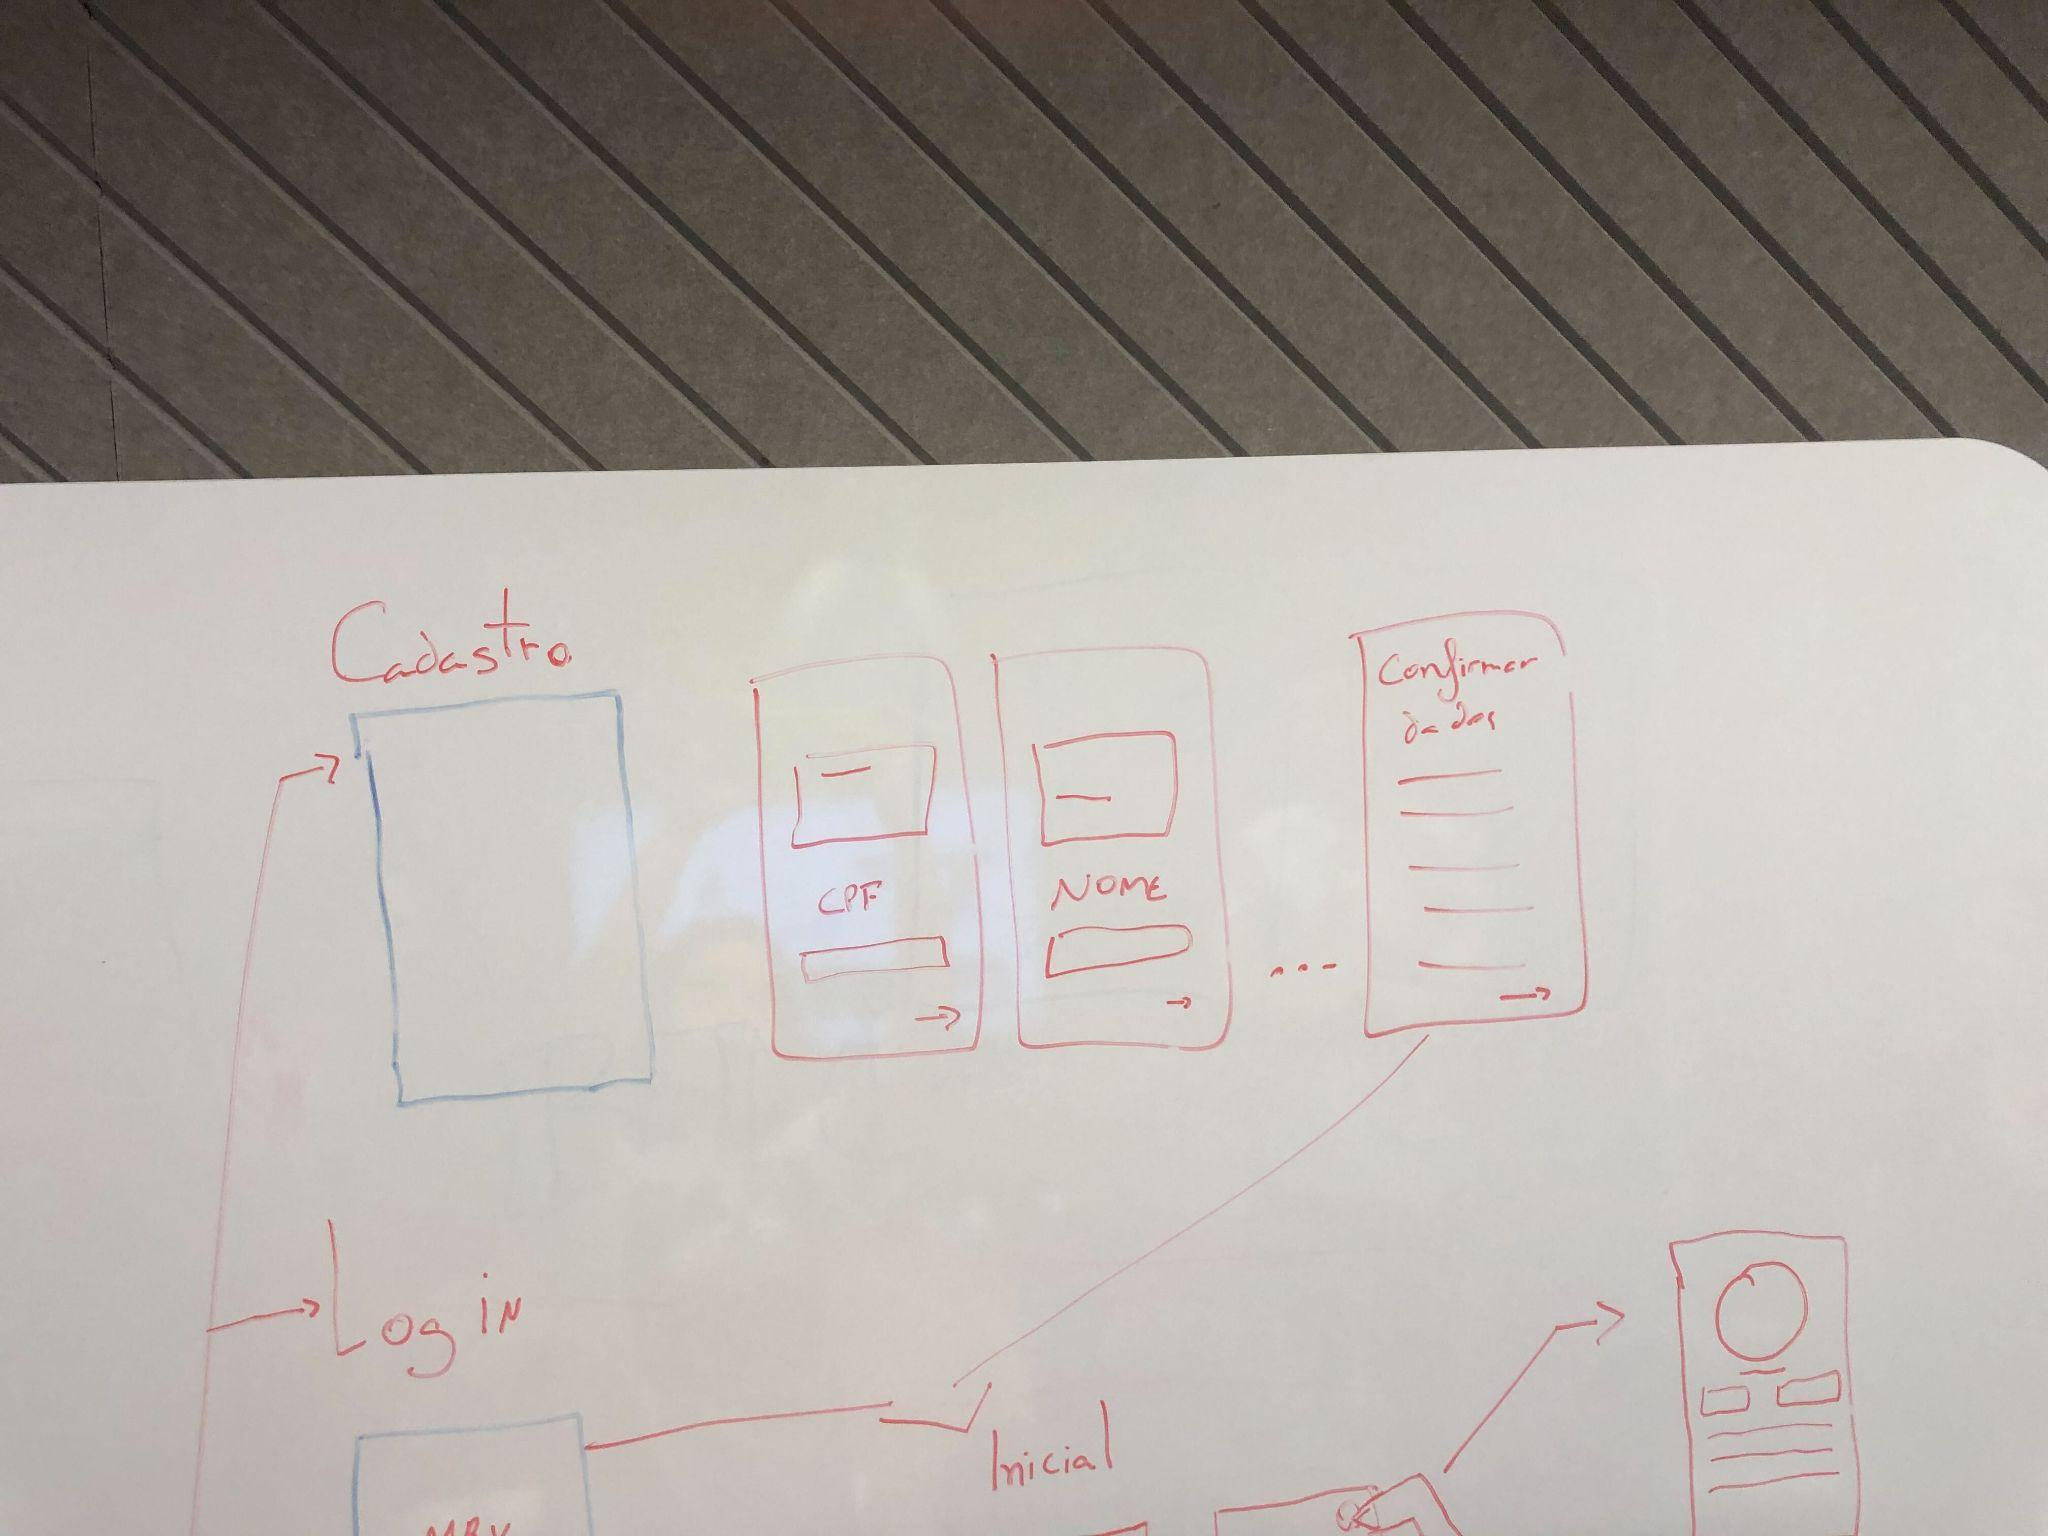 Cadastro
Confirmar
dados
CPF
NOME
...
Login
Inicial